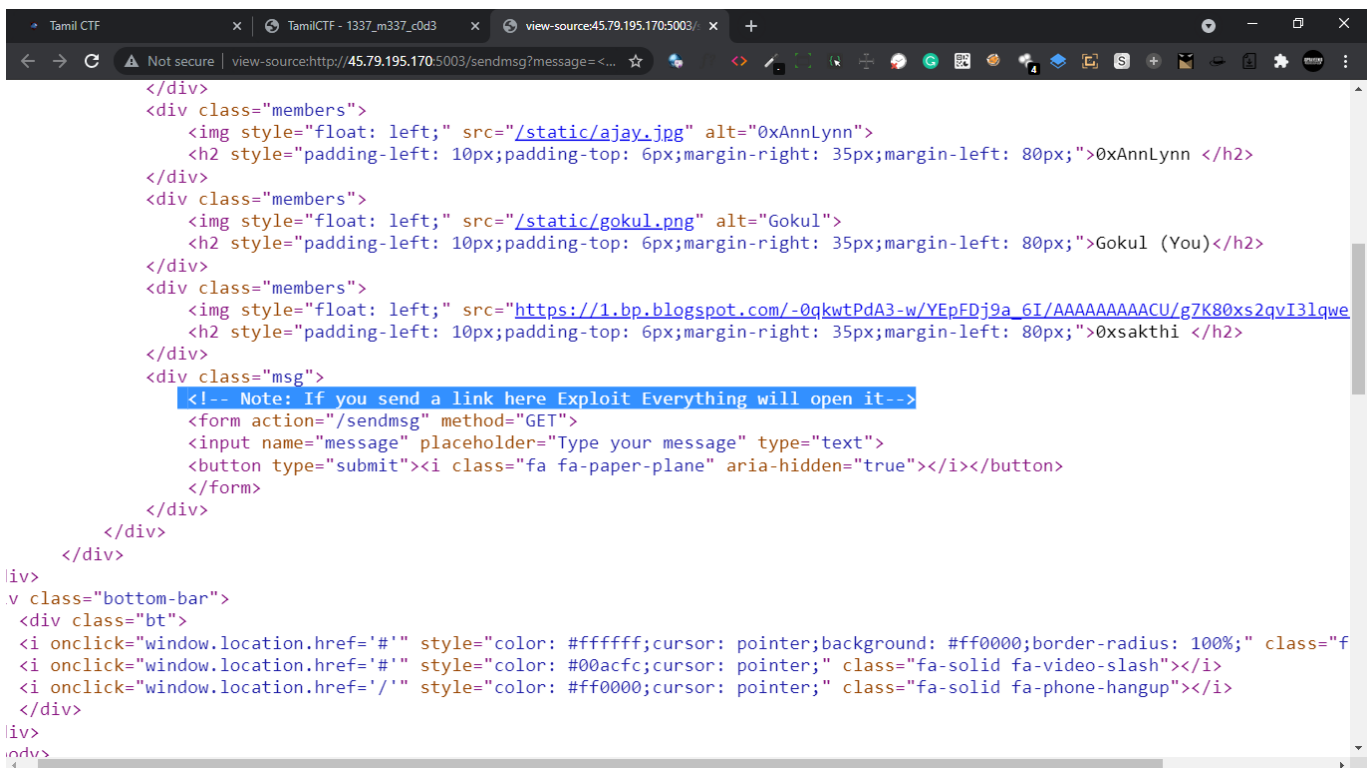 Tamil CTF
TamilCTF - 1337_m337_c0d3
view-source:45.79.195.170:5003/s
Not secure | view-source:http://45.79.195.170:5003/sendmsg?message=<...
</div>
<div class="members">
<img style="float: left;" src="/static/ajay.jpg" alt="0xAnnLynn">
<h2 style="padding-left: 10px;padding-top: 6px;margin-right: 35px;margin-left: 80px;">0xAnnLynn </h2>
</div>
<div class="members">
<img style="float: left;" src="/static/gokul.png" alt="Gokul">
<h2 style="padding-left: 10px;padding-top: 6px;margin-right: 35px;margin-left: 80px;">Gokul (You)</h2>
</div>
<div class="members">
<img style="float: left;" src="https://1.bp.blogspot.com/-0qkwtPdA3-w/YEpFDj9a_6I/AAAAAAAAACU/g7K80xs2qvI3lqwe
<h2 style="padding-left: 10px;padding-top: 6px;margin-right: 35px;margin-left: 80px;">0xsakthi </h2>
</div>
<div class="msg">
<!-- Note: If you send a link here Exploit Everything will open it-->
<form action="/sendmsg" method="GET">
<input name="message" placeholder="Type your message" type="text">
<button type="submit"><i class="fa fa-paper-plane" aria-hidden="true"></i></button>
</form>
</div>
</div>
</div>
iv>
v class="bottom-bar">
<div class="bt">
<i onclick="window.location.href='#'" style="color: #ffffff;cursor: pointer;background: #ff0000;border-radius: 100%;" class="f
<i onclick="window.location.href='#'" style="color: #00acfc;cursor: pointer;" class="fa-solid fa-video-slash"></i>
<i onclick="window.location.href='/'" style="color: #ff0000;cursor: pointer;" class="fa-solid fa-phone-hangup"></i>
</div>
iv>
ody>